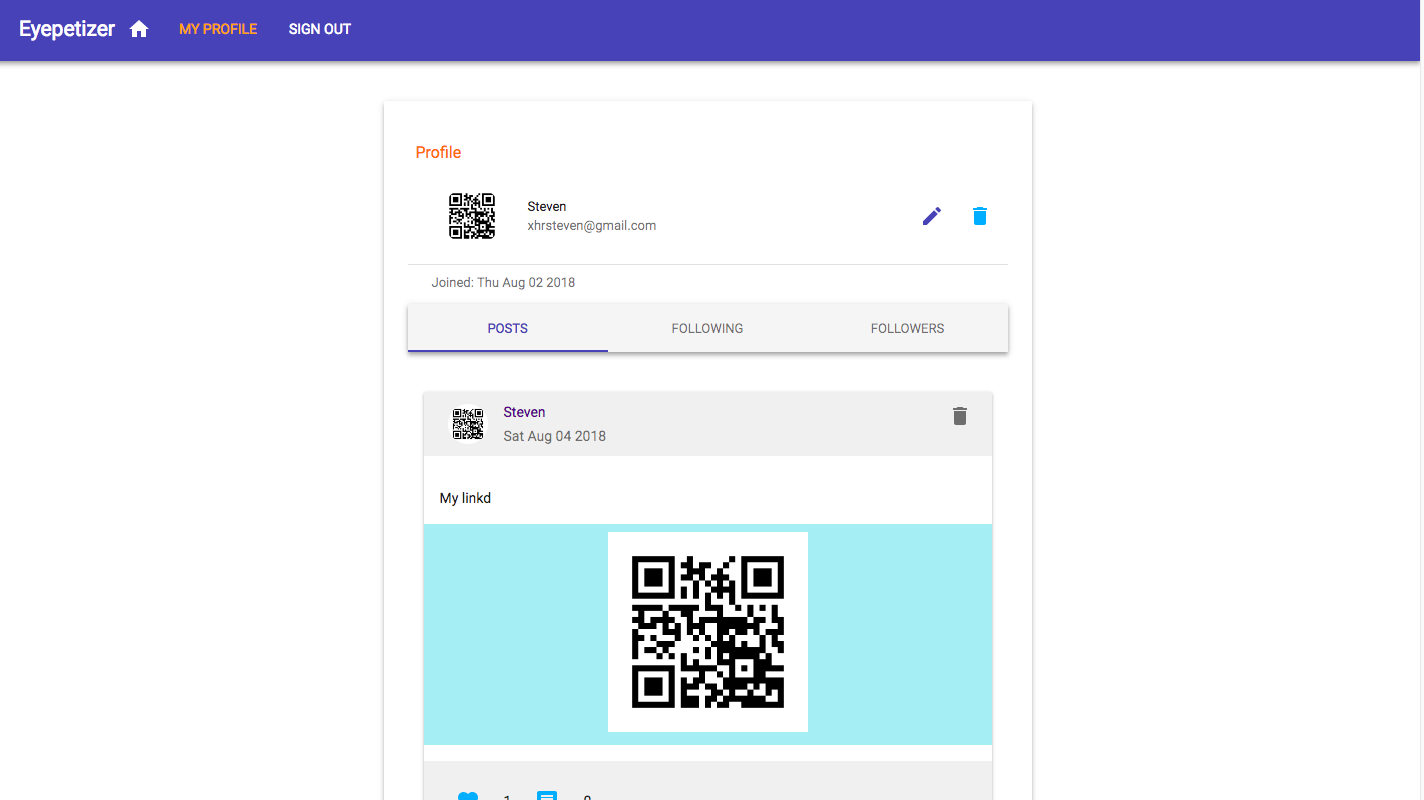 Eyepetizer MY PROFILE SIGN OUT
Profile
Steven
xhrsteven@gmail.com
Joined: Thu Aug 02 2018
POSTS FOLLOWING FOLLOWERS
Steven
Sat Aug 04 2018
My linkd
1 0